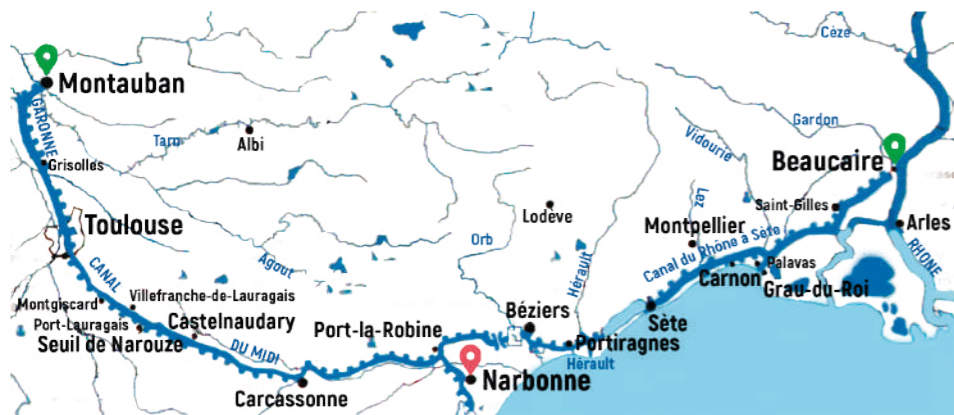 Cèze
Montauban
GARONNE
Gardon
Tarn
Albi
Vidourle
Beaucaire
Grisolles
Lez
Saint-Gilles
Lodève
Toulouse
Montpellier
Arles
Orb
Canal du Rhône à Sète
RHONE
Agout
Hérault
Palavas
CANAL
Carnon
Grau-du-Roi
Montgiscard
Villefranche-de-Lauragais
Port-Lauragais
Castelnaudary
Béziers
Sète
Seuil de Narouze
Port-la-Robine
DU MIDI
Portiragnes
Hérault
Narbonne
Carcassonne